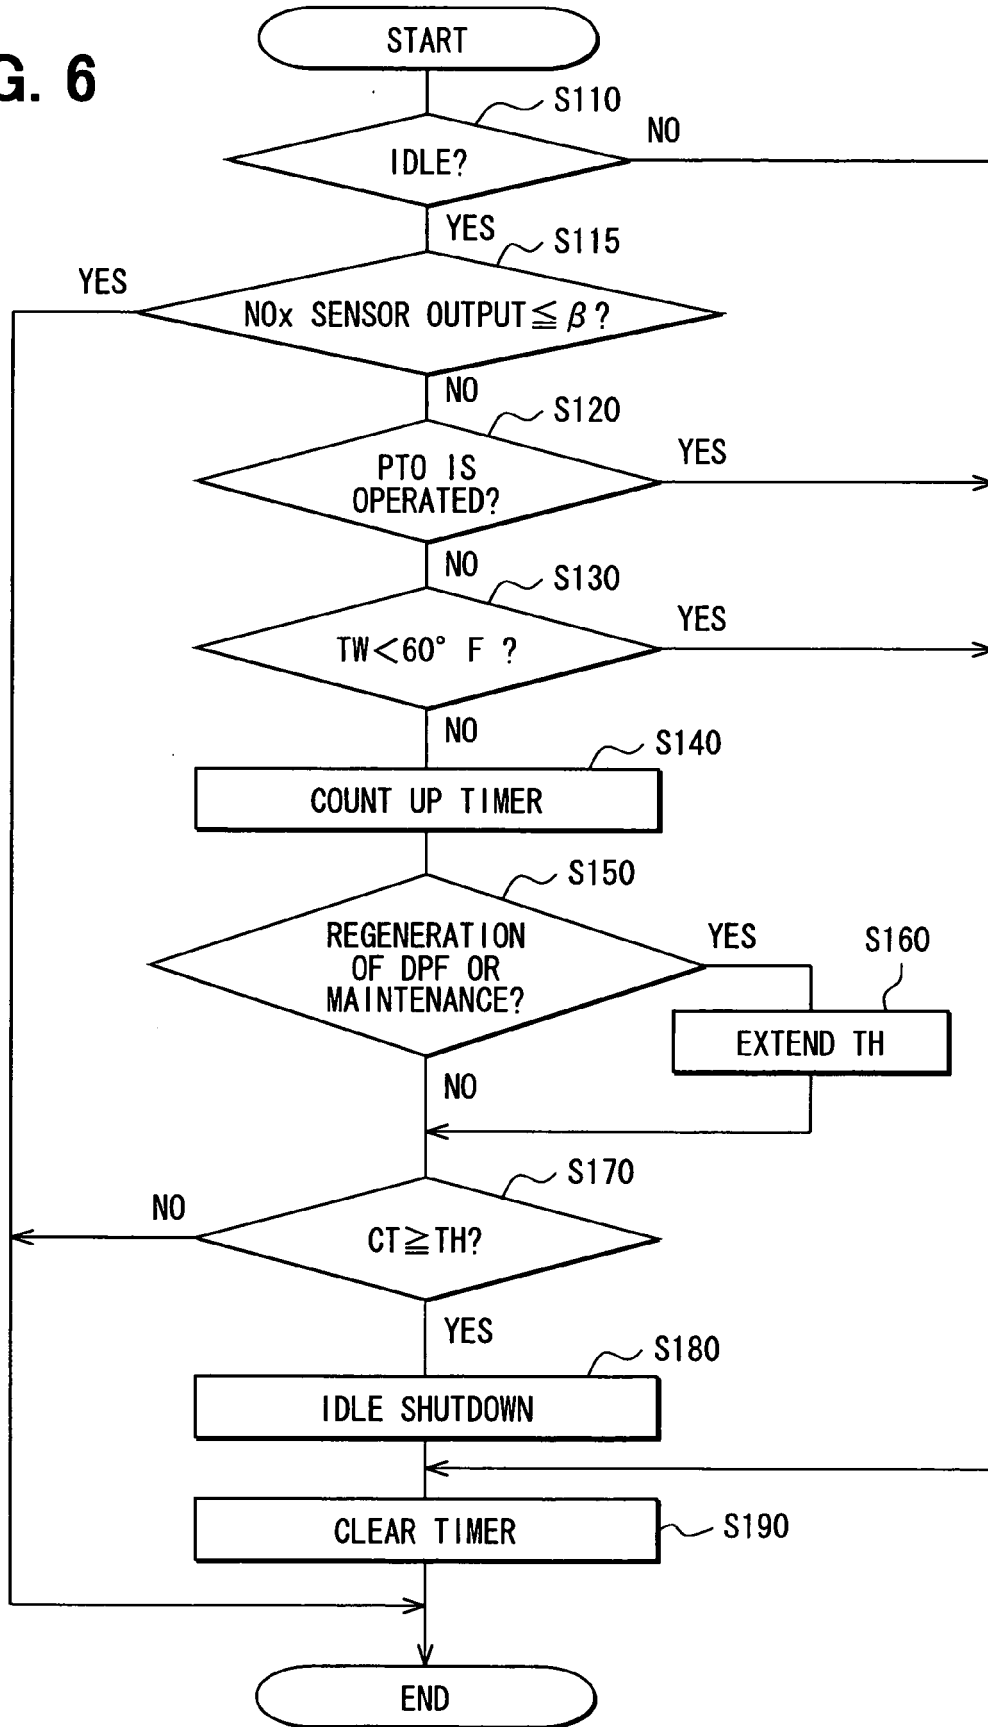 G. 6
START
S110
IDLE?
NO
YES
S115
YES
NOx SENSOR OUTPUT≦β?
NO
S120
PTO IS
OPERATED?
YES
NO
S130
TW<60° F ?
YES
NO
S140
COUNT UP TIMER
S150
REGENERATION
OF DPF OR
MAINTENANCE?
YES
S160
EXTEND TH
NO
S170
NO
CT≧TH?
YES
S180
IDLE SHUTDOWN
CLEAR TIMER
S190
END